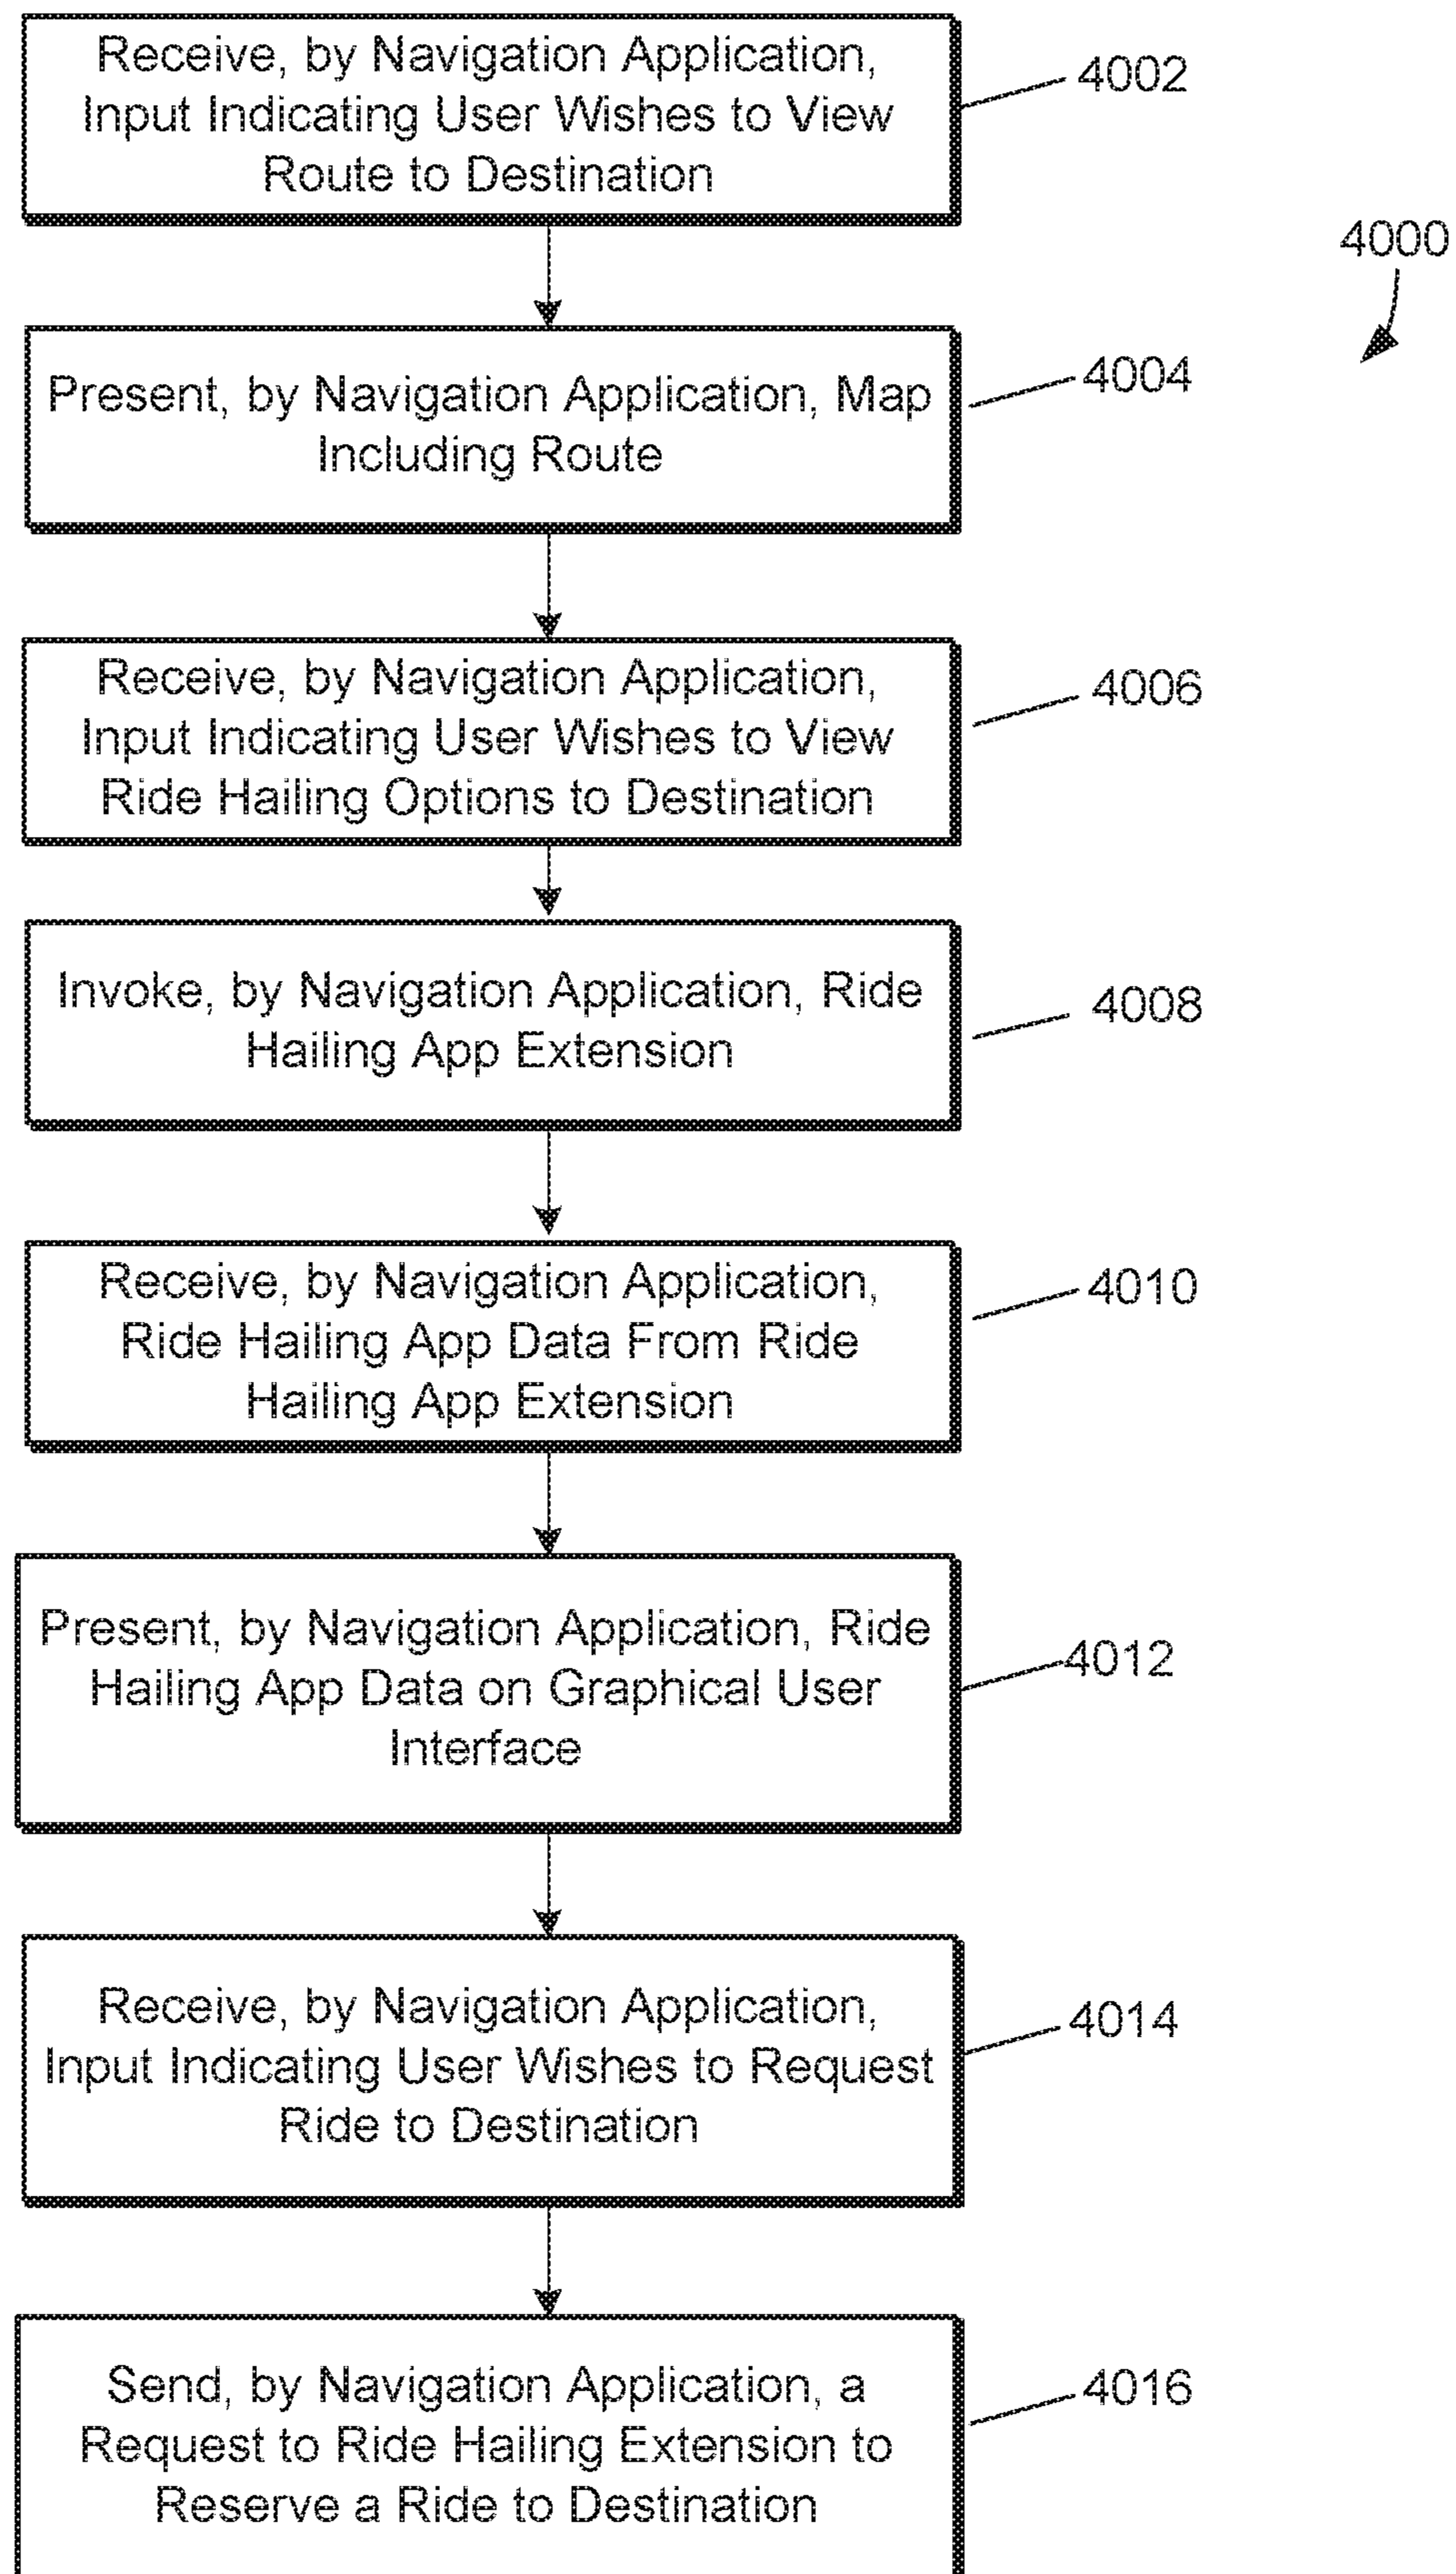 Receive, by Navigation Application,
Input Indicating User Wishes to View
Route to Destination
4002
4000
Present, by Navigation Application, Map
Including Route
4004
Receive, by Navigation Application,
Input Indicating User Wishes to View
Ride Hailing Options to Destination
4006
Invoke, by Navigation Application, Ride
Hailing App Extension
4008
Receive, by Navigation Application,
Ride Hailing App Data From Ride
Hailing App Extension
4010
Present, by Navigation Application, Ride
Hailing App Data on Graphical User
Interface
4012
Receive, by Navigation Application,
Input Indicating User Wishes to Request
Ride to Destination
4014
Send, by Navigation Application, a
Request to Ride Hailing Extension to
Reserve a Ride to Destination
4016